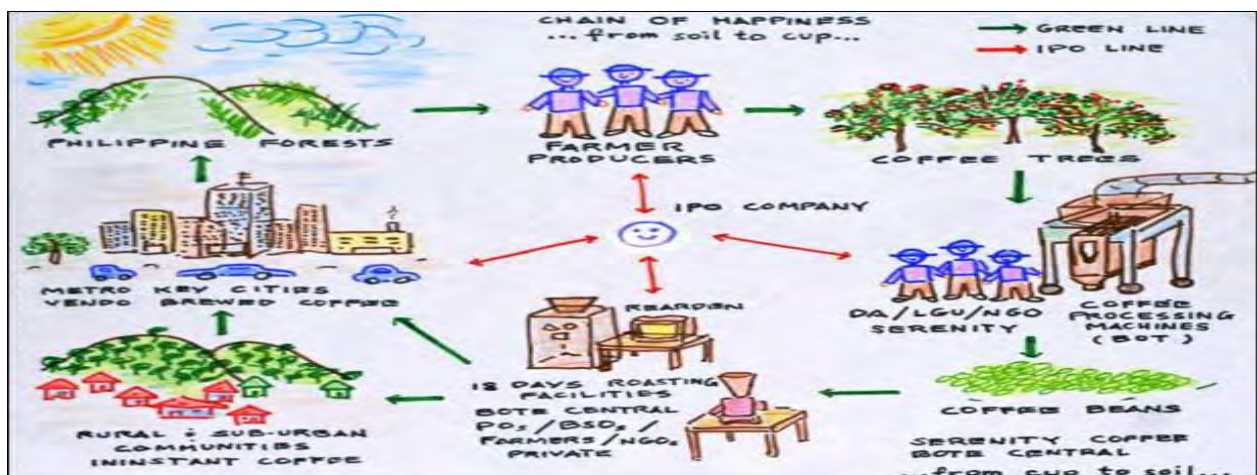 CHAIN OF HAPPINESS
...from soil to cup...
GREEN LINE
IPO LINE
PHILIPPINE FORESTS
FARMER
PRODUCERS
COFFEE TREES
IPO COMPANY
METRO KEY CITIES
VENDO BREWED COFFEE
REARDEN
DA/LGU/NGO
SERENITY
COFFEE
PROCESSING
MACHINES
(BOT)
18 DAYS ROASTING
FACILITIES
BOTE CENTRAL
POs/BSOs/
FARMERS/NGOs
PRIVATE
COFFEE BEANS
RURAL & SUB-URBAN
COMMUNITIES
ININSTANT COFFEE
SERENITY COFFEE
BOTE CENTRAL
...from cup to soil...